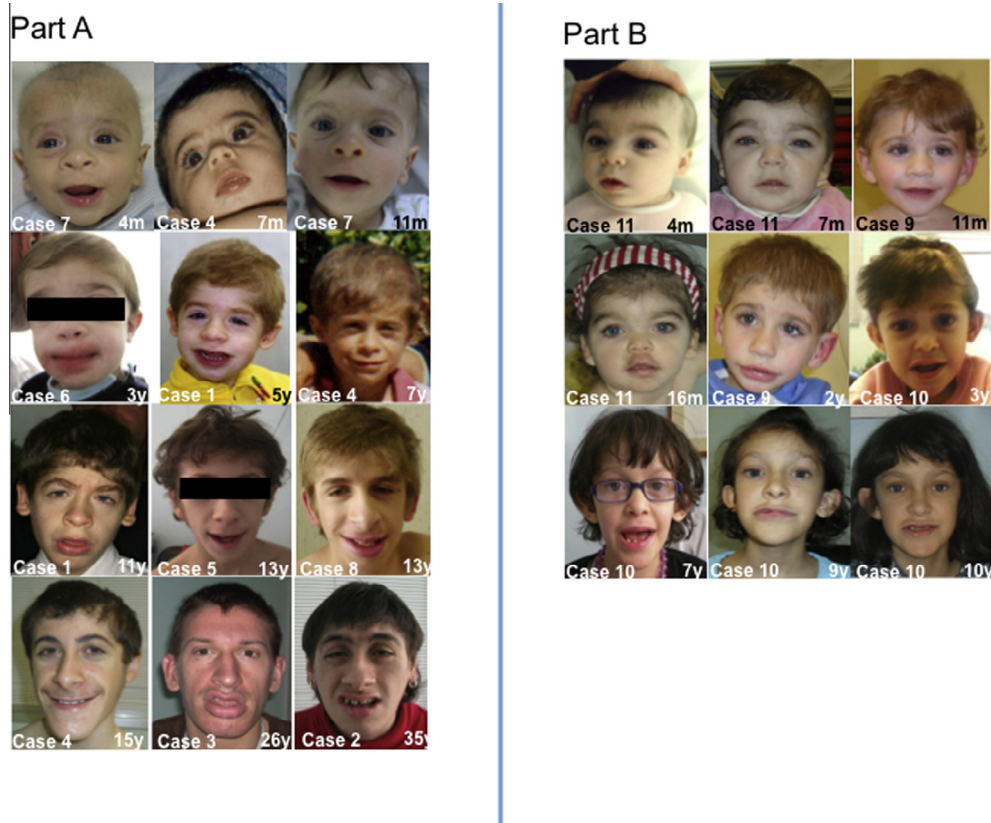 Part A
Case 7 4m Case 4 7m Case 7 11m
Case 6 3y Case 1 5y Case 4 7y
Case 1 11y Case 5 13y Case 8 13y
Case 4 15y Case 3 26y Case 2 35y
Part B
Case 11 4m Case 11 7m Case 9 11m
Case 11 16m Case 9 2y Case 10 3y
Case 10 7y Case 10 9y Case 10 10y